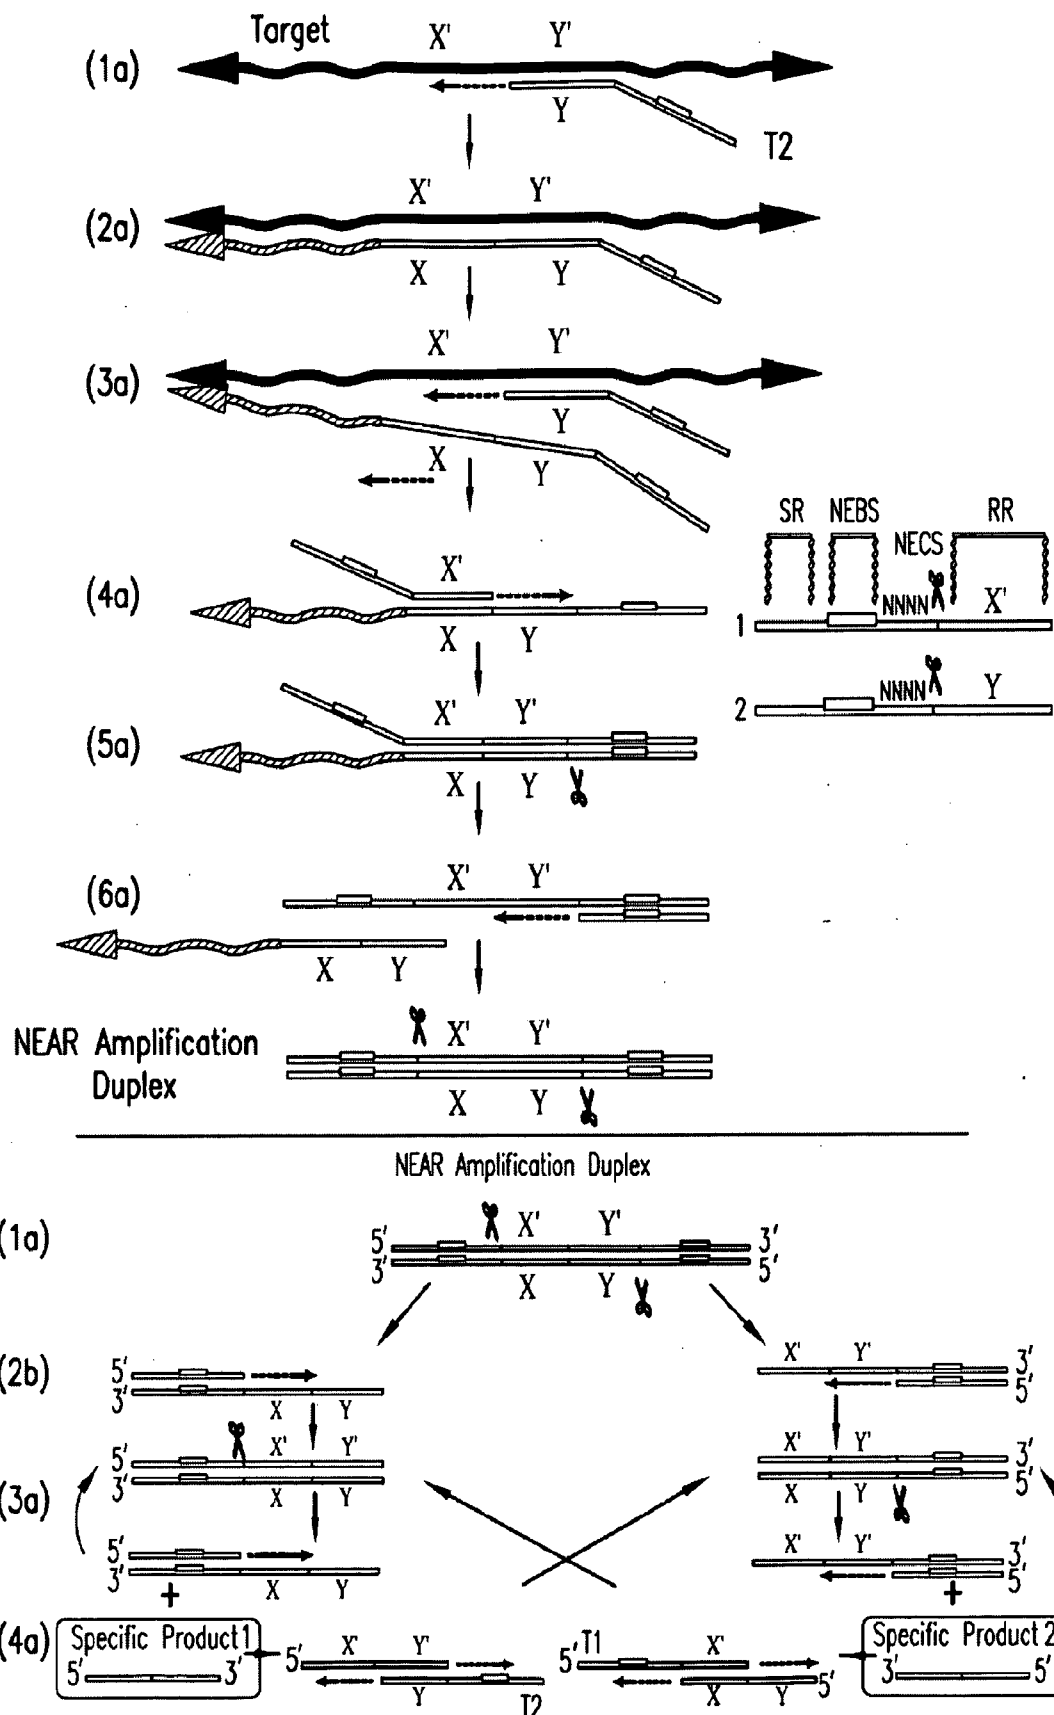 Target X' Y'
(1a)
Y
T2
X' Y'
(2a)
X Y
X' Y'
(3a)
Y
X Y
SR NEBS RR
NECS
X'
(4a)
NNNN X'
1
X Y
NNNN Y
2
X' Y'
(5a)
X Y
X' Y'
(6a)
X Y
NEAR Amplification
Duplex
X' Y'
X Y
NEAR Amplification Duplex
(1a)
X' Y'
5' 3'
3' 5'
X Y
(2b)
5'
3'
X Y
X' Y'
3'
5'
X' Y'
5'
3'
X Y
X' Y'
3'
5'
X Y
(3a)
5'
3'
X Y
+
X' Y'
3'
5'
+
(4a)
Specific Product 1
5' 3'
X' Y'
5'
Y
T2
5' T1 X'
X Y 5'
Specific Product 2
3' 5'